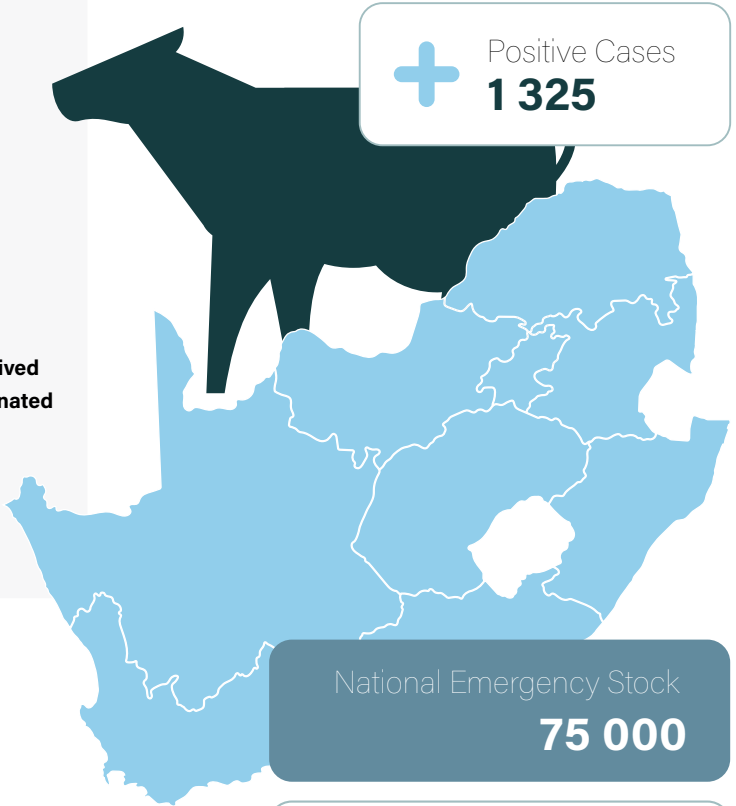 Positive Cases
1 325
ived
nated
National Emergency Stock
75 000